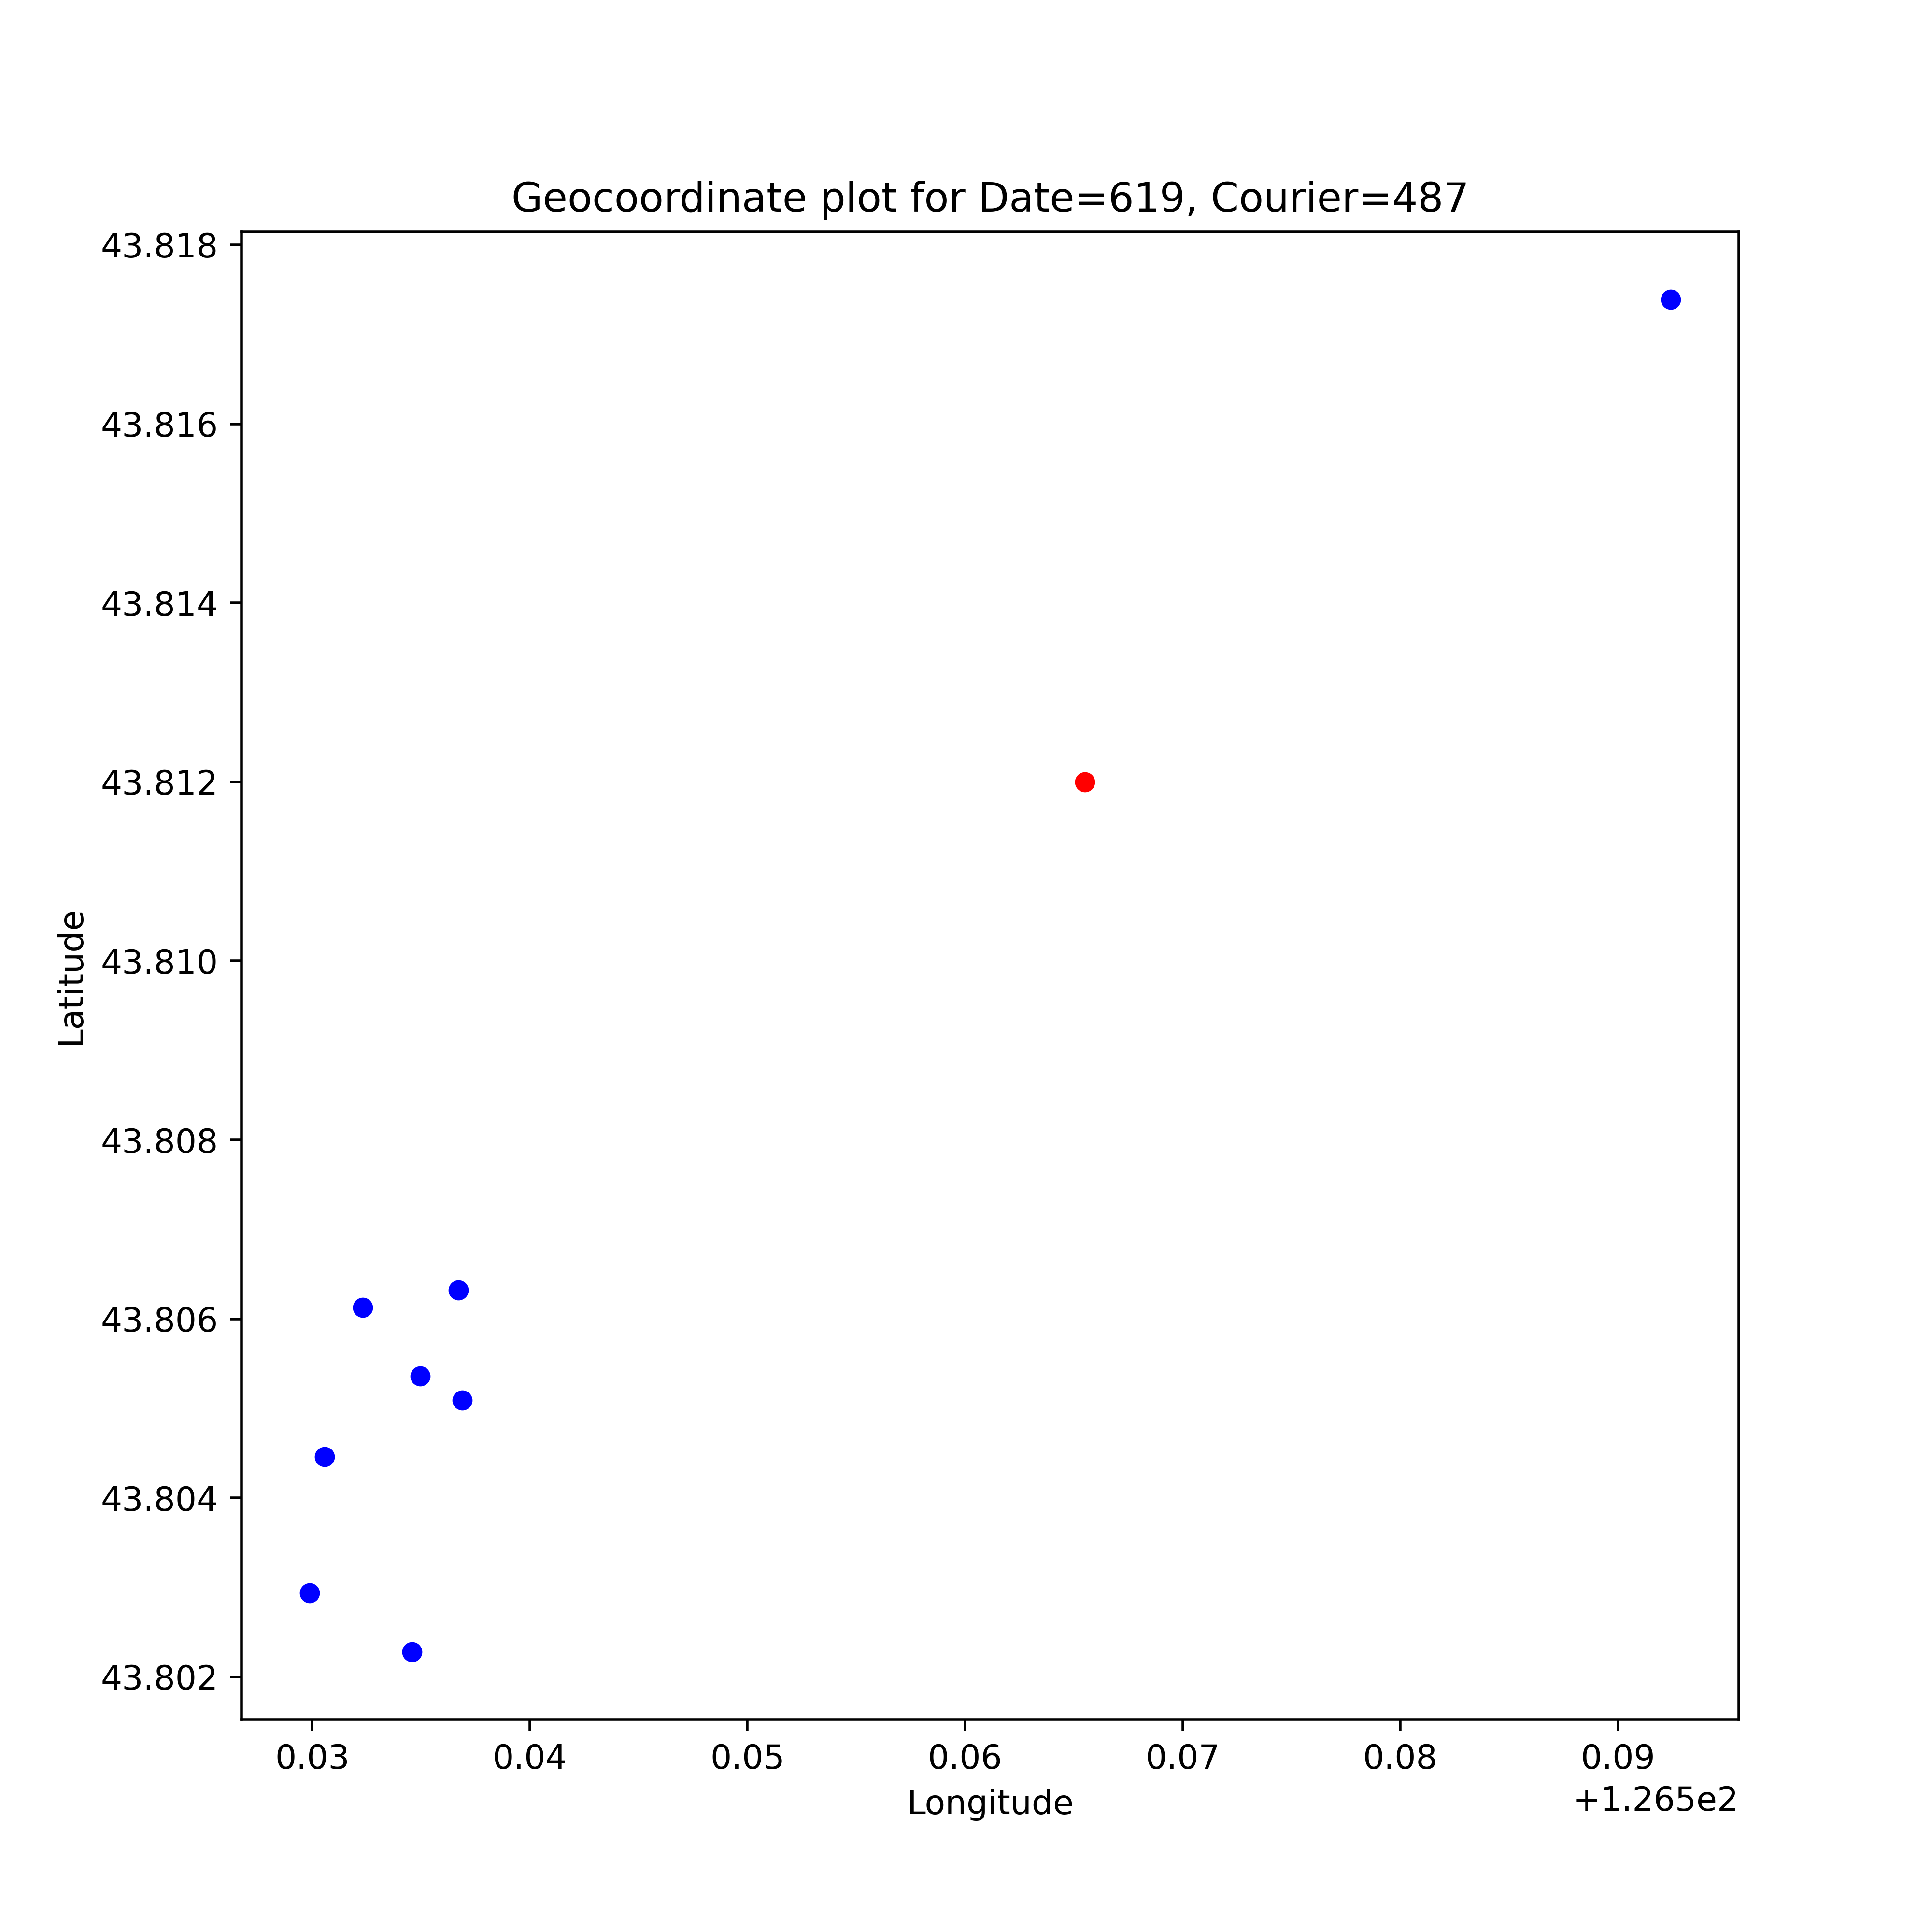 Geocoordinate plot for Date=619, Courier=487
43.818
43.816
43.814
43.812
43.810
43.808
43.806
43.804
43.802
Latitude
0.03 0.04 0.05 0.06 0.07 0.08 0.09
+1.265e2
Longitude